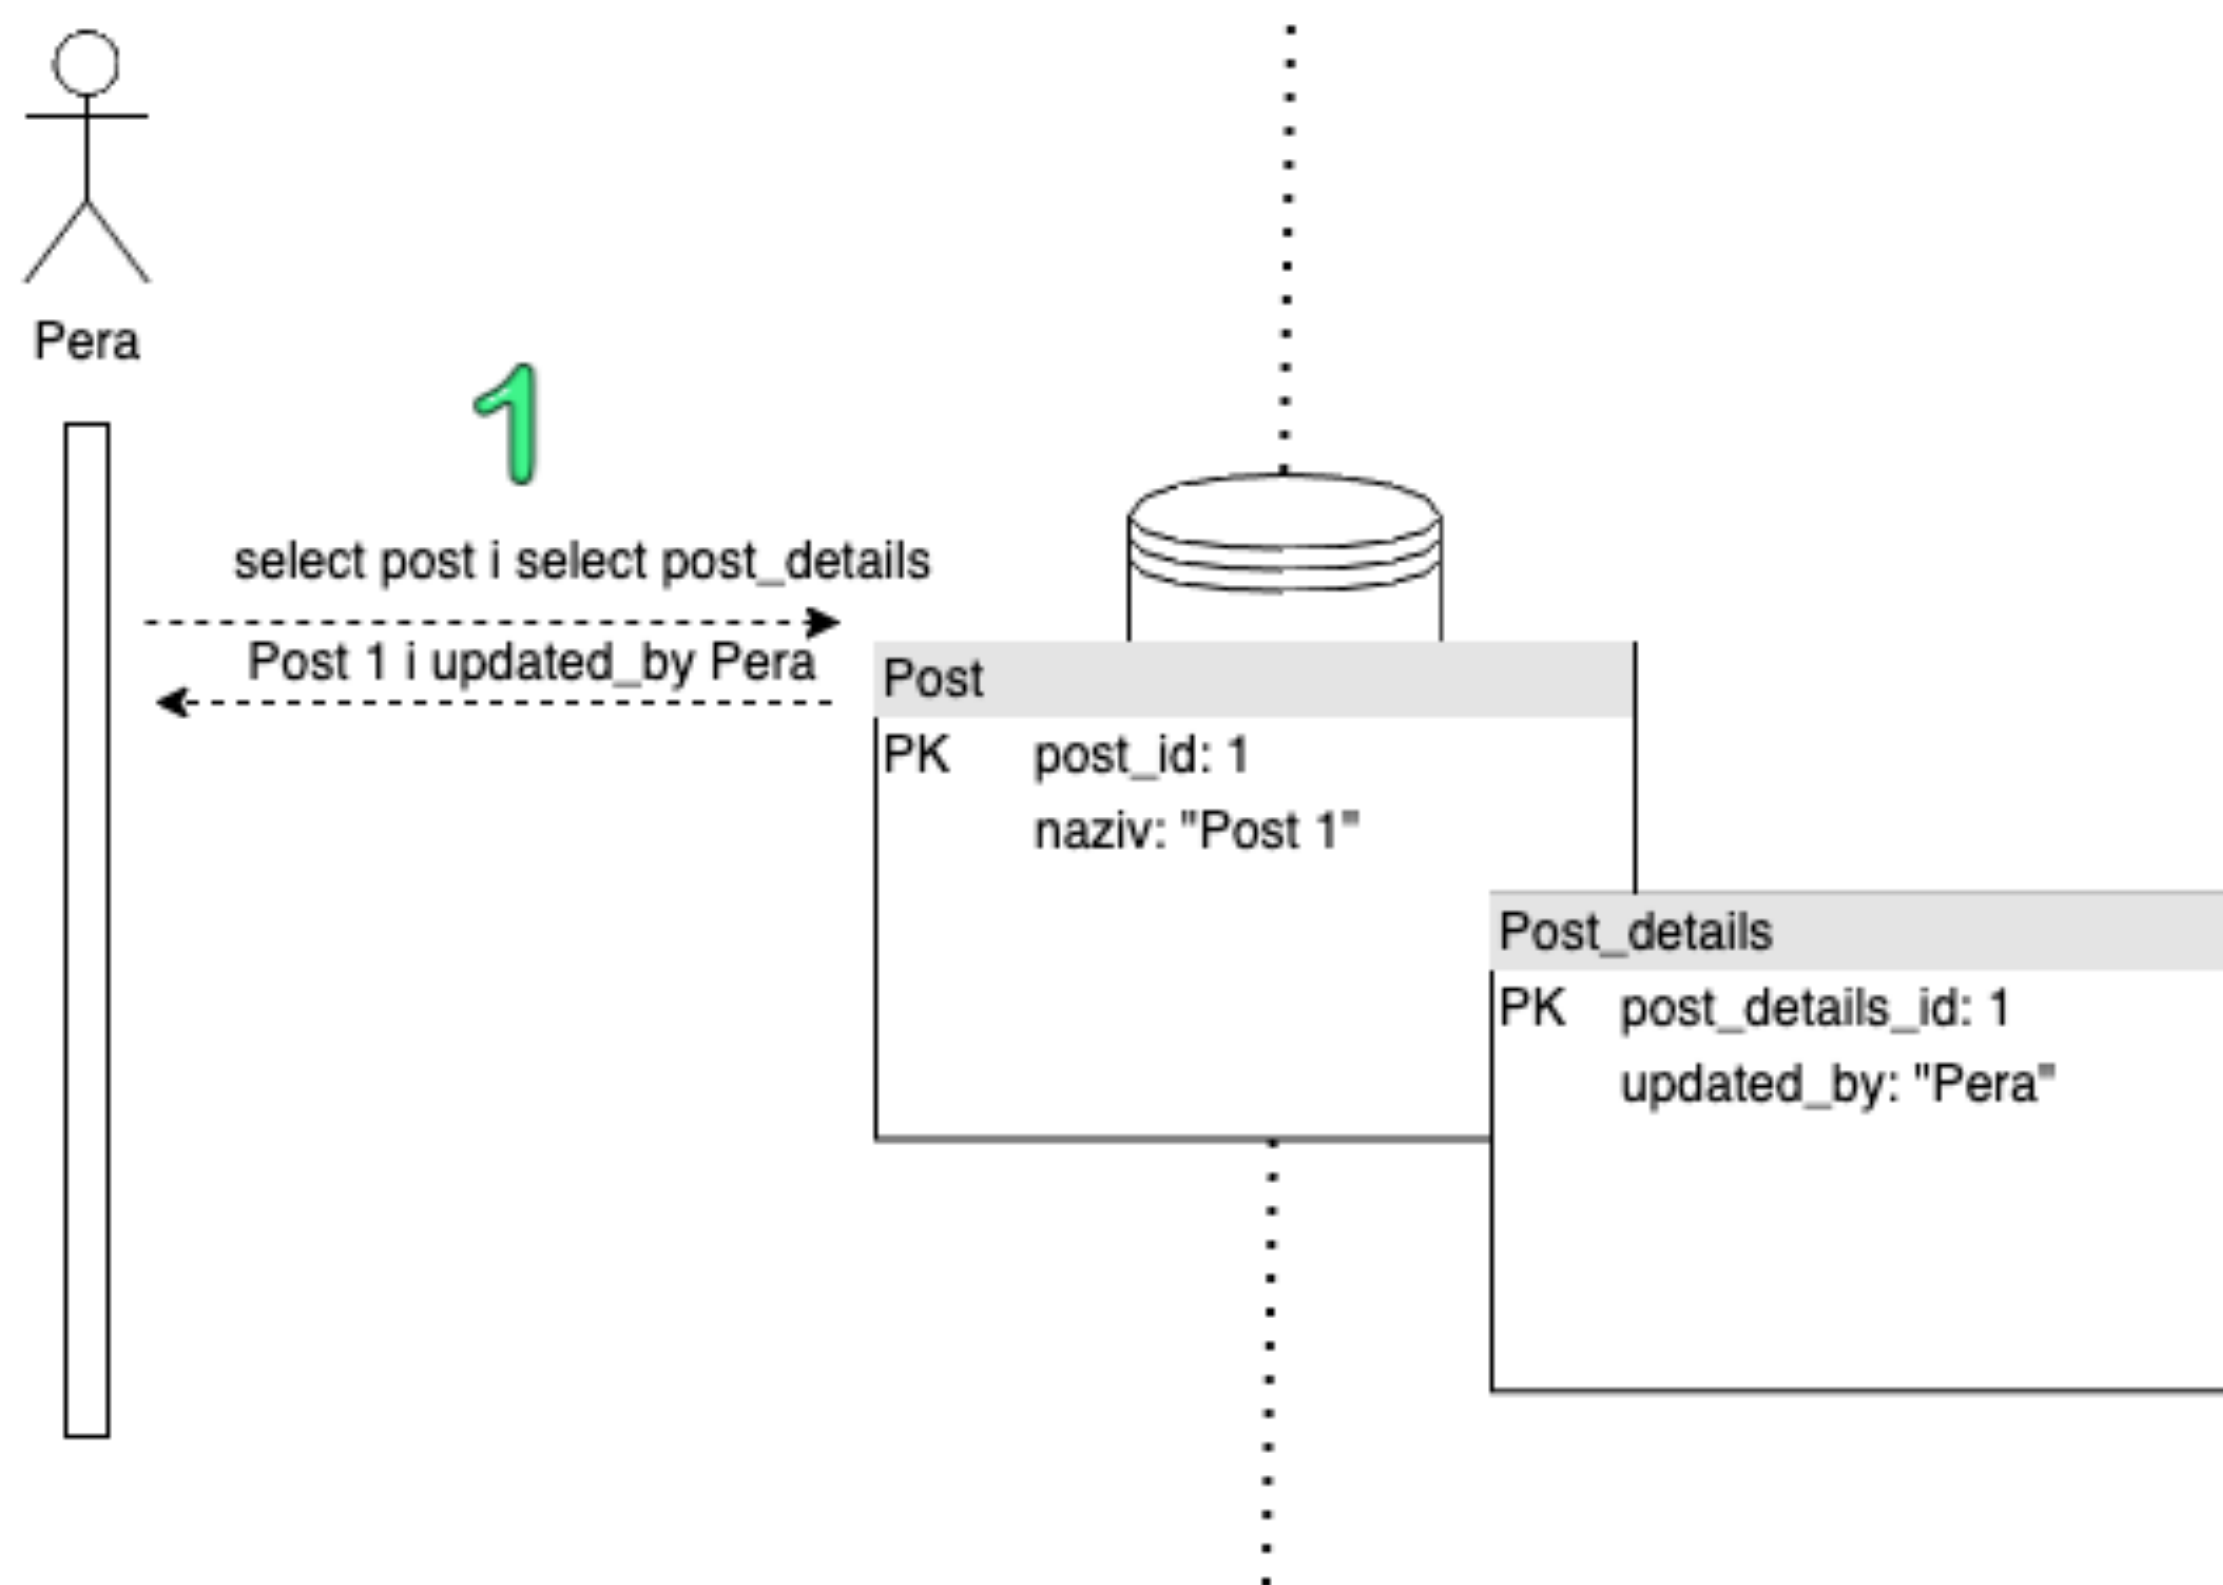 Pera
1
select post i select post_details
Post 1 i updated_by Pera
Post
PK post_id: 1
naziv: "Post 1"
Post_details
PK post_details_id: 1
updated_by: "Pera"